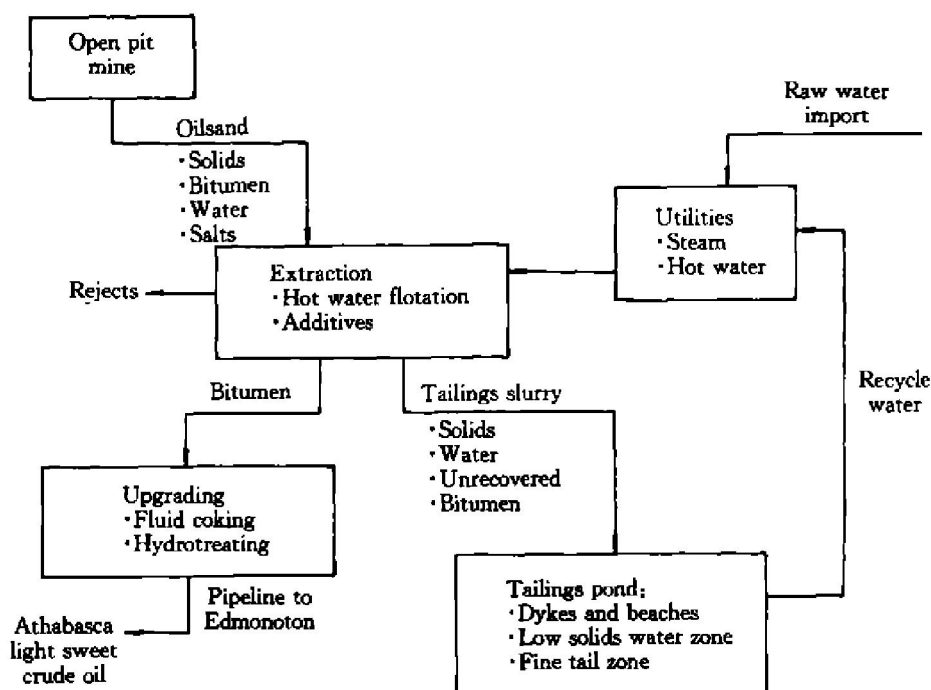 Open pit
mine
Oilsand
·Solids
·Bitumen
·Water
·Salts
Raw water
import
Utilities
·Steam
·Hot water
Extraction
·Hot water flotation
·Additives
Rejects
Bitumen
Tailings slurry
·Solids
·Water
·Unrecovered
·Bitumen
Recycle
water
Upgrading
·Fluid coking
·Hydrotreating
Pipeline to
Edmonoton
Athabasca
light sweet
crude oil
Tailings pond:
·Dykes and beaches
·Low solids water zone
·Fine tail zone